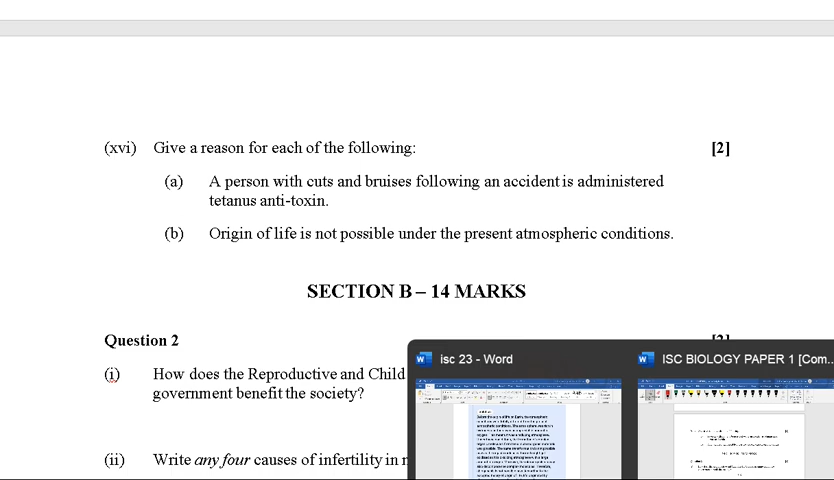 (xvi) Give a reason for each of the following: [2]
(a) A person with cuts and bruises following an accident is administered
tetanus anti-toxin.
(b) Origin of life is not possible under the present atmospheric conditions.
SECTION B – 14 MARKS
Question 2
(i) How does the Reproductive and Child
government benefit the society?
(ii) Write any four causes of infertility in
isc 23 - Word
ISC BIOLOGY PAPER 1 [Com...